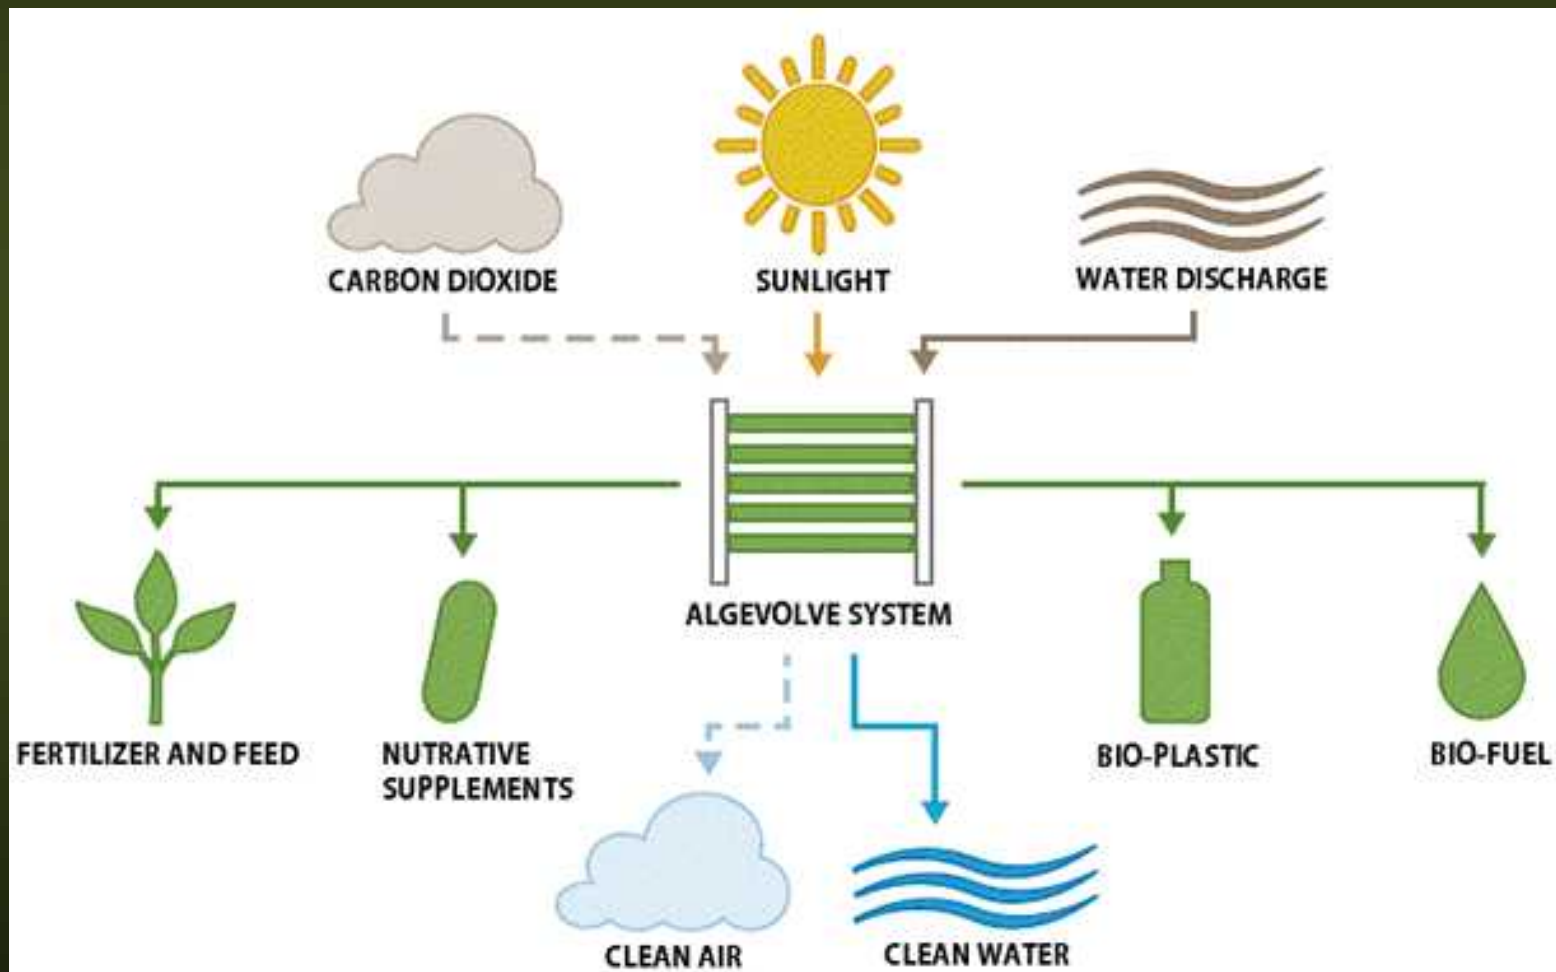 CARBON DIOXIDE
SUNLIGHT
WATER DISCHARGE
ALGEVOLVE SYSTEM
FERTILIZER AND FEED
NUTRATIVE
SUPPLEMENTS
BIO-PLASTIC
BIO-FUEL
CLEAN AIR
CLEAN WATER